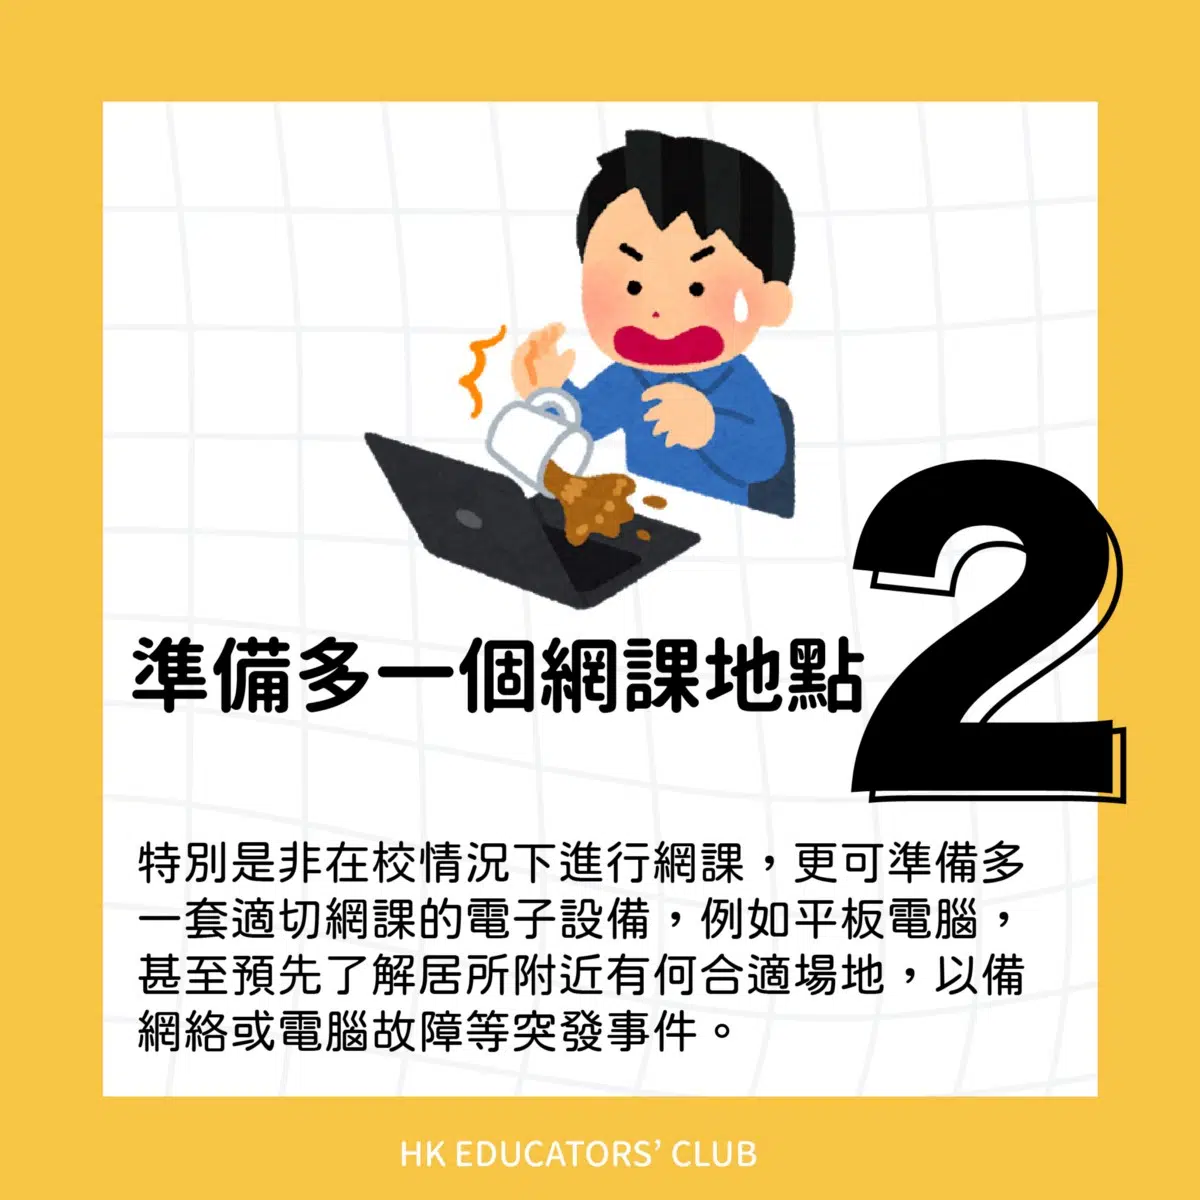 準備多一個網課地點
2
特別是非在校情況下進行網課，更可準備多
一套適切網課的電子設備，例如平板電腦，
甚至預先了解居所附近有何合適場地，以備
網絡或電腦故障等突發事件。
HK EDUCATORS’ CLUB